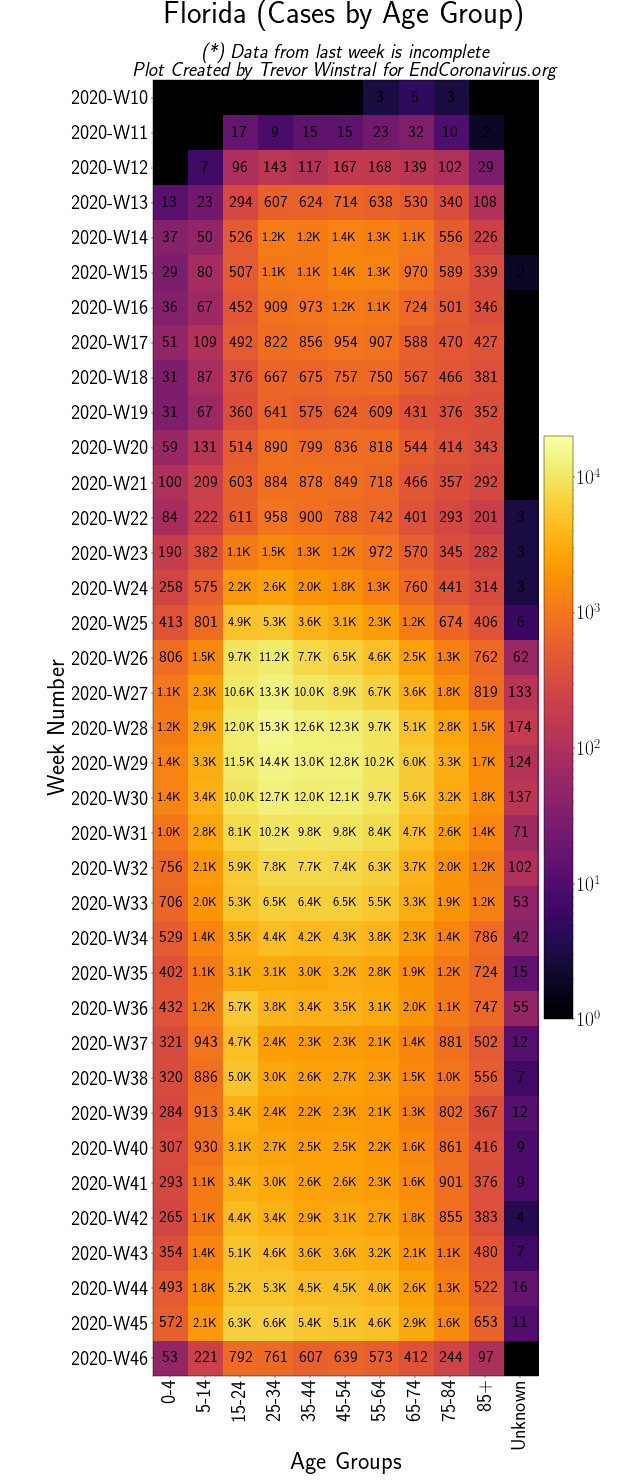 Florida (Cases by Age Group)
(*) Data from last week is incomplete
Plot Created by Trevor Winstral for EndCoronavirus.org
2020-W10 3 5 3
2020-W11 17 9 15 15 23 32 10 2
2020-W12 7 96 143 117 167 168 139 102 29
2020-W13 13 23 294 607 624 714 638 530 340 108
2020-W14 37 50 526 1.2K 1.2K 1.4K 1.3K 1.1K 556 226
2020-W15 29 80 507 1.1K 1.1K 1.4K 1.3K 970 589 339 2
2020-W16 36 67 452 909 973 1.2K 1.1K 724 501 346
2020-W17 51 109 492 822 856 954 907 588 470 427
2020-W18 31 87 376 667 675 757 750 567 466 381
2020-W19 31 67 360 641 575 624 609 431 376 352
2020-W20 59 131 514 890 799 836 818 544 414 343
2020-W21 100 209 603 884 878 849 718 466 357 292
2020-W22 84 222 611 958 900 788 742 401 293 201 3
2020-W23 190 382 1.1K 1.5K 1.3K 1.2K 972 570 345 282 3
2020-W24 258 575 2.2K 2.6K 2.0K 1.8K 1.3K 760 441 314 3
2020-W25 413 801 4.9K 5.3K 3.6K 3.1K 2.3K 1.2K 674 406 6
2020-W26 806 1.5K 9.7K 11.2K 7.7K 6.5K 4.6K 2.5K 1.3K 762 62
2020-W27 1.1K 2.3K 10.6K 13.3K 10.0K 8.9K 6.7K 3.6K 1.8K 819 133
2020-W28 1.2K 2.9K 12.0K 15.3K 12.6K 12.3K 9.7K 5.1K 2.8K 1.5K 174
2020-W29 1.4K 3.3K 11.5K 14.4K 13.0K 12.8K 10.2K 6.0K 3.3K 1.7K 124
2020-W30 1.4K 3.4K 10.0K 12.7K 12.0K 12.1K 9.7K 5.6K 3.2K 1.8K 137
2020-W31 1.0K 2.8K 8.1K 10.2K 9.8K 9.8K 8.4K 4.7K 2.6K 1.4K 71
2020-W32 756 2.1K 5.9K 7.8K 7.7K 7.4K 6.3K 3.7K 2.0K 1.2K 102
2020-W33 706 2.0K 5.3K 6.5K 6.4K 6.5K 5.5K 3.3K 1.9K 1.2K 53
2020-W34 529 1.4K 3.5K 4.4K 4.2K 4.3K 3.8K 2.3K 1.4K 786 42
2020-W35 402 1.1K 3.1K 3.1K 3.0K 3.2K 2.8K 1.9K 1.2K 724 15
2020-W36 432 1.2K 5.7K 3.8K 3.4K 3.5K 3.1K 2.0K 1.1K 747 55
2020-W37 321 943 4.7K 2.4K 2.3K 2.3K 2.1K 1.4K 881 502 12
2020-W38 320 886 5.0K 3.0K 2.6K 2.7K 2.3K 1.5K 1.0K 556 7
2020-W39 284 913 3.4K 2.4K 2.2K 2.3K 2.1K 1.3K 802 367 12
2020-W40 307 930 3.1K 2.7K 2.5K 2.5K 2.2K 1.6K 861 416 9
2020-W41 293 1.1K 3.4K 3.0K 2.6K 2.6K 2.3K 1.6K 901 376 9
2020-W42 265 1.1K 4.4K 3.4K 2.9K 3.1K 2.7K 1.8K 855 383 4
2020-W43 354 1.4K 5.1K 4.6K 3.6K 3.6K 3.2K 2.1K 1.1K 480 7
2020-W44 493 1.8K 5.2K 5.3K 4.5K 4.5K 4.0K 2.6K 1.3K 522 16
2020-W45 572 2.1K 6.3K 6.6K 5.4K 5.1K 4.6K 2.9K 1.6K 653 11
2020-W46 53 221 792 761 607 639 573 412 244 97
0-4 5-14 15-24 25-34 35-44 45-54 55-64 65-74 75-84 85+ Unknown
Age Groups
Week Number
10⁴
10³
10²
10¹
10⁰